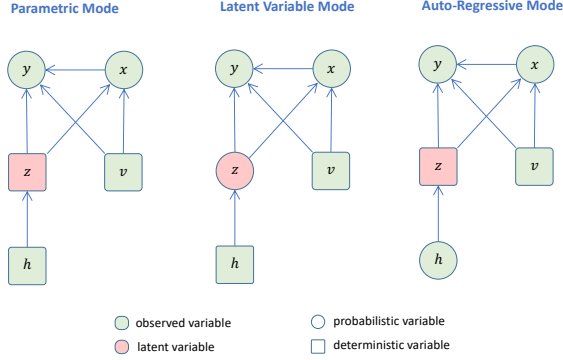 Parametric Mode
Latent Variable Mode
Auto-Regressive Mode
y x y x y x
z v z v z v
h h h
observed variable probabilistic variable
latent variable deterministic variable